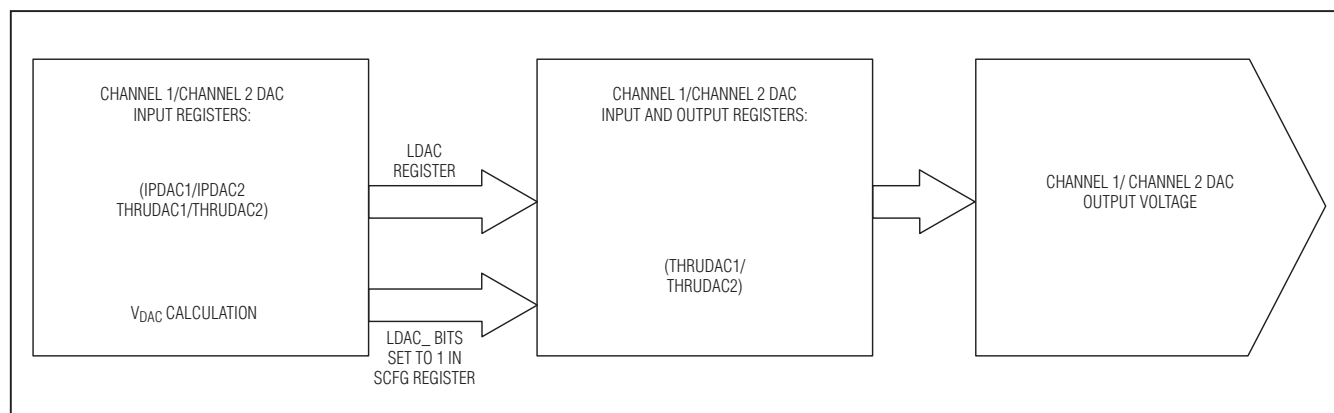 CHANNEL 1/CHANNEL 2 DAC
INPUT REGISTERS:
(IPDAC1/IPDAC2
THRUDAC1/THRUDAC2)
VDAC CALCULATION
LDAC
REGISTER
LDAC_ BITS
SET TO 1 IN
SCFG REGISTER
CHANNEL 1/CHANNEL 2 DAC
INPUT AND OUTPUT REGISTERS:
(THRUDAC1/
THRUDAC2)
CHANNEL 1/ CHANNEL 2 DAC
OUTPUT VOLTAGE